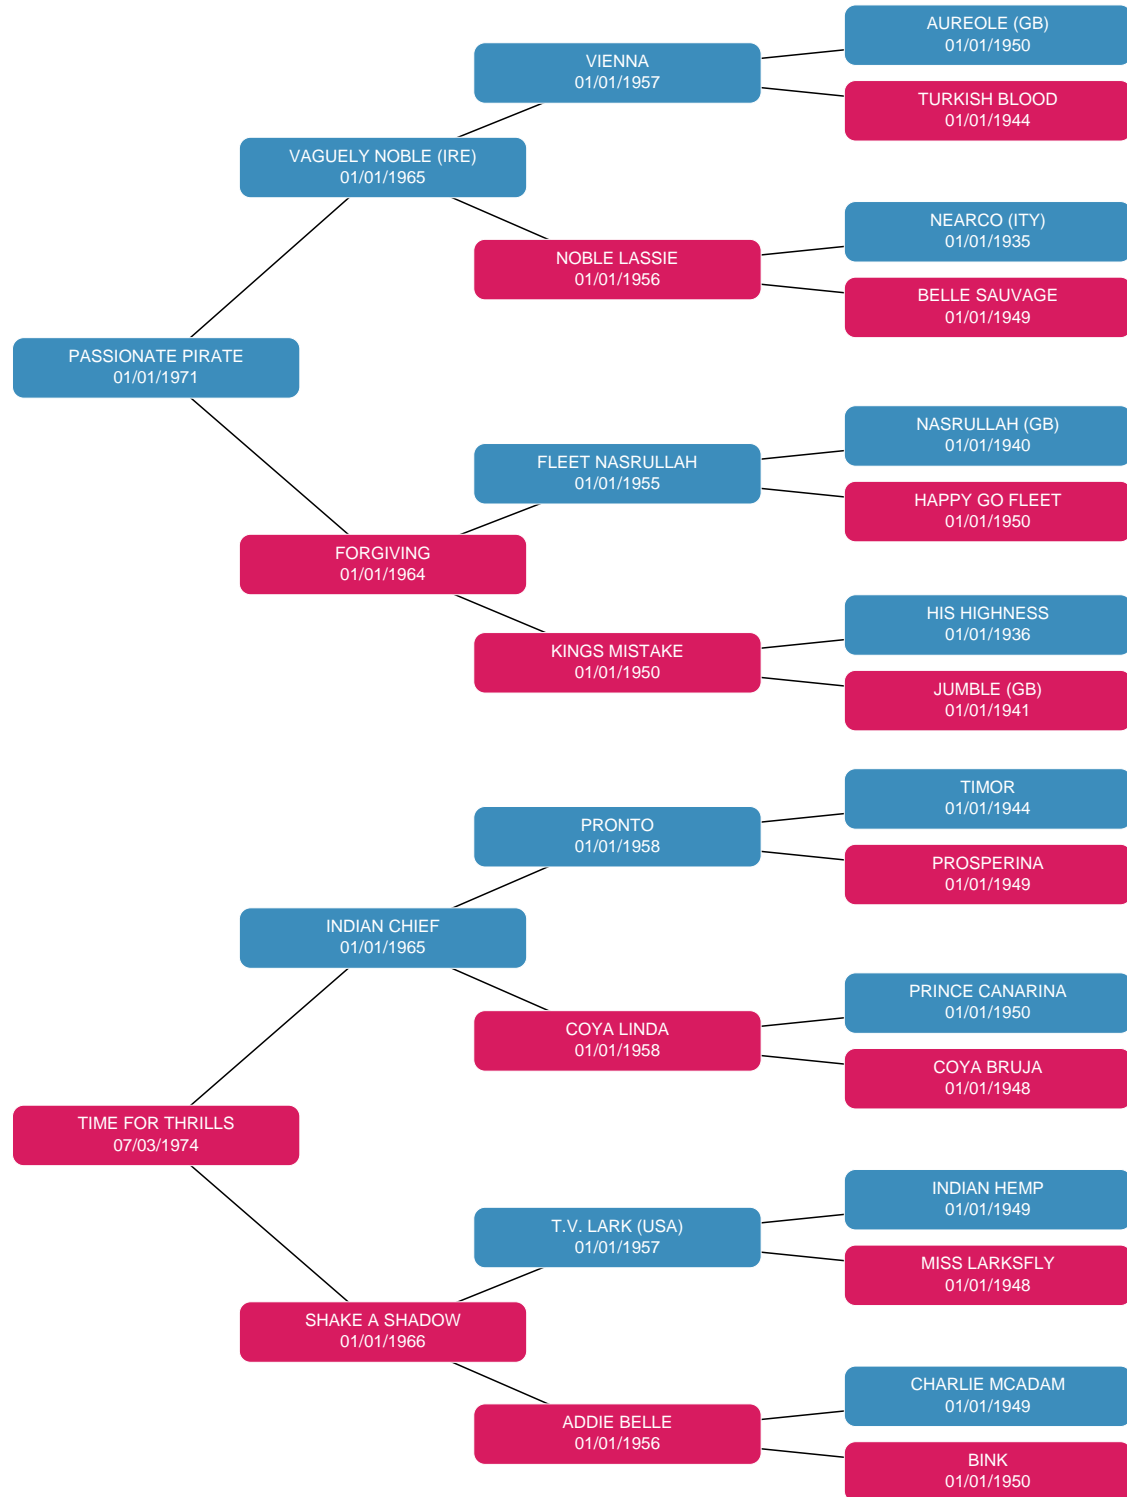 AUREOLE (GB)
01/01/1950
VIENNA
01/01/1957
TURKISH BLOOD
01/01/1944
VAGUELY NOBLE (IRE)
01/01/1965
NEARCO (ITY)
01/01/1935
NOBLE LASSIE
01/01/1956
BELLE SAUVAGE
01/01/1949
PASSIONATE PIRATE
01/01/1971
NASRULLAH (GB)
01/01/1940
FLEET NASRULLAH
01/01/1955
HAPPY GO FLEET
01/01/1950
FORGIVING
01/01/1964
HIS HIGHNESS
01/01/1936
KINGS MISTAKE
01/01/1950
JUMBLE (GB)
01/01/1941
TIMOR
01/01/1944
PRONTO
01/01/1958
PROSPERINA
01/01/1949
INDIAN CHIEF
01/01/1965
PRINCE CANARINA
01/01/1950
COYA LINDA
01/01/1958
COYA BRUJA
01/01/1948
TIME FOR THRILLS
07/03/1974
INDIAN HEMP
01/01/1949
T.V. LARK (USA)
01/01/1957
MISS LARKSFLY
01/01/1948
SHAKE A SHADOW
01/01/1966
CHARLIE MCADAM
01/01/1949
ADDIE BELLE
01/01/1956
BINK
01/01/1950